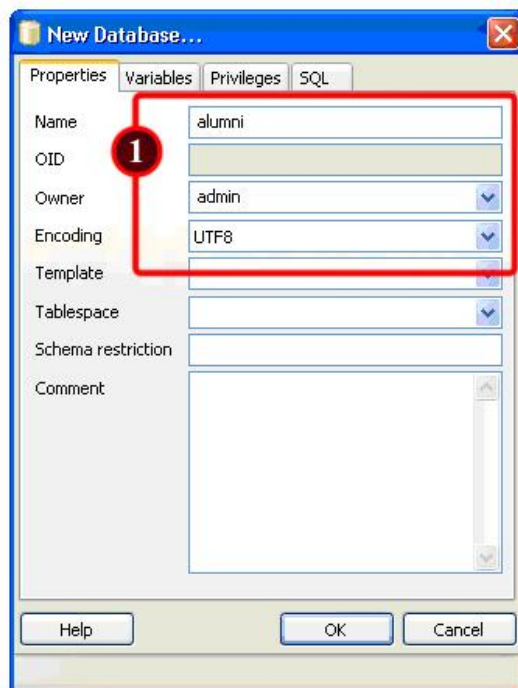 New Database...
Properties Variables Privileges SQL
Name alumni
1
OID
Owner admin
Encoding UTF8
Template
Tablespace
Schema restriction
Comment
Help OK Cancel